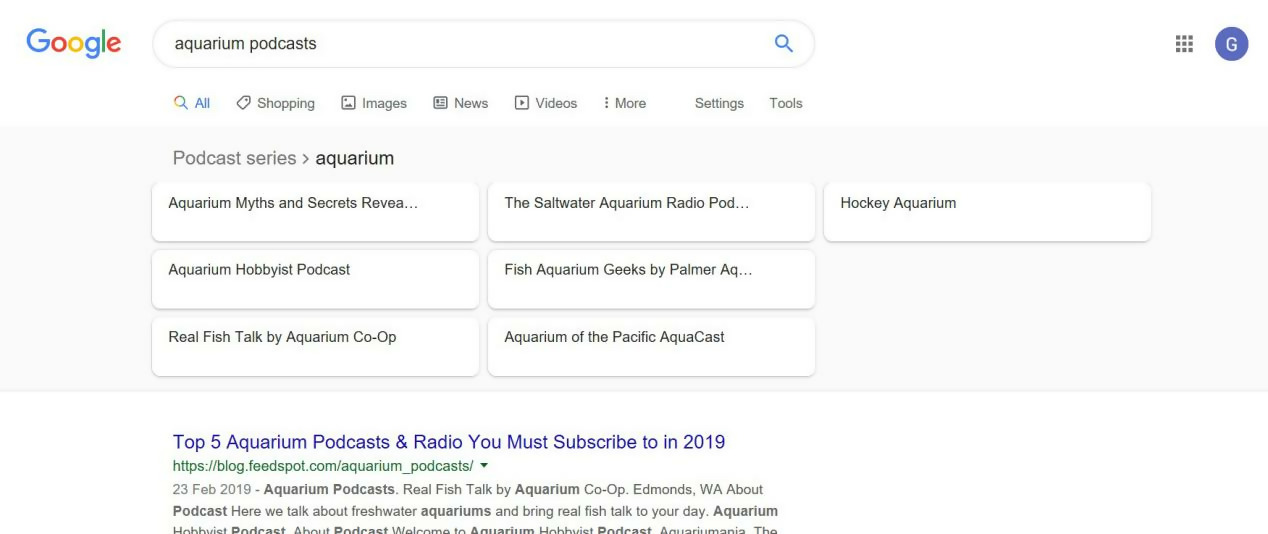 Google
aquarium podcasts
G
All Shopping Images News Videos More Settings Tools
Podcast series > aquarium
Aquarium Myths and Secrets Revea…
The Saltwater Aquarium Radio Pod…
Hockey Aquarium
Aquarium Hobbyist Podcast
Fish Aquarium Geeks by Palmer Aq…
Real Fish Talk by Aquarium Co-Op
Aquarium of the Pacific AquaCast
Top 5 Aquarium Podcasts & Radio You Must Subscribe to in 2019
https://blog.feedspot.com/aquarium_podcasts/
23 Feb 2019 - Aquarium Podcasts. Real Fish Talk by Aquarium Co-Op. Edmonds, WA About
Podcast Here we talk about freshwater aquariums and bring real fish talk to your day. Aquarium
Hobbyist Podcast. About Podcast Welcome to Aquarium Hobbyist Podcast. Aquariumania. The